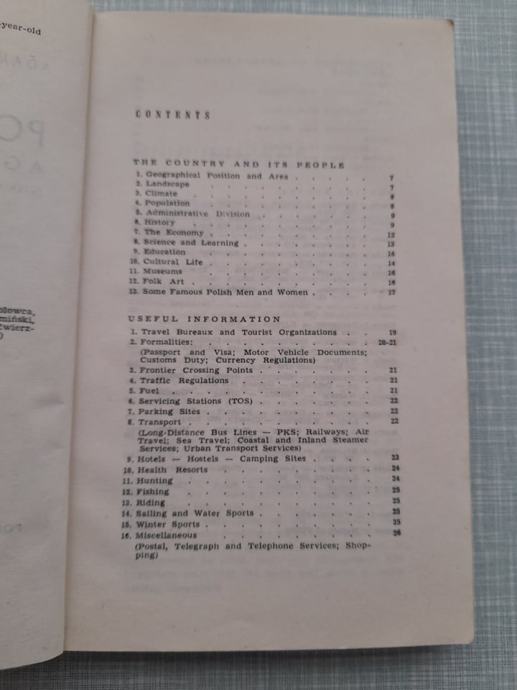 -year-old
CONTENTS
THE COUNTRY AND ITS PEOPLE
1. Geographical Position and Area . . . . . 7
2. Landscape . . . . . . . . . 7
3. Climate . . . . . . . . . 8
4. Population . . . . . . . . . 8
5. Administrative Division . . . . . . . 9
6. History . . . . . . . . . 9
7. The Economy . . . . . . . . . 12
8. Science and Learning . . . . . . . 13
9. Education . . . . . . . . . 14
10. Cultural Life . . . . . . . . . 14
11. Museums . . . . . . . . . 16
12. Folk Art . . . . . . . . . 16
13. Some Famous Polish Men and Women . . . . 17
USEFUL INFORMATION
1. Travel Bureaux and Tourist Organizations . . 19
2. Formalities: . . . . . . . . . 20-21
(Passport and Visa; Motor Vehicle Documents;
Customs Duty; Currency Regulations)
3. Frontier Crossing Points . . . . . . 21
4. Traffic Regulations . . . . . . . 21
5. Fuel . . . . . . . . . 21
6. Servicing Stations (TOS) . . . . . . 22
7. Parking Sites . . . . . . . . 22
8. Transport . . . . . . . . . 22
(Long-Distance Bus Lines — PKS; Railways; Air
Travel; Sea Travel; Coastal and Inland Steamer
Services; Urban Transport Services)
9. Hotels — Hostels — Camping Sites . . . . 23
10. Health Resorts . . . . . . . . 24
11. Hunting . . . . . . . . . 24
12. Fishing . . . . . . . . . 25
13. Riding . . . . . . . . . 25
14. Sailing and Water Sports . . . . . . 25
15. Winter Sports . . . . . . . . 25
16. Miscellaneous . . . . . . . . 26
(Postal, Telegraph and Telephone Services; Shop-
ping)